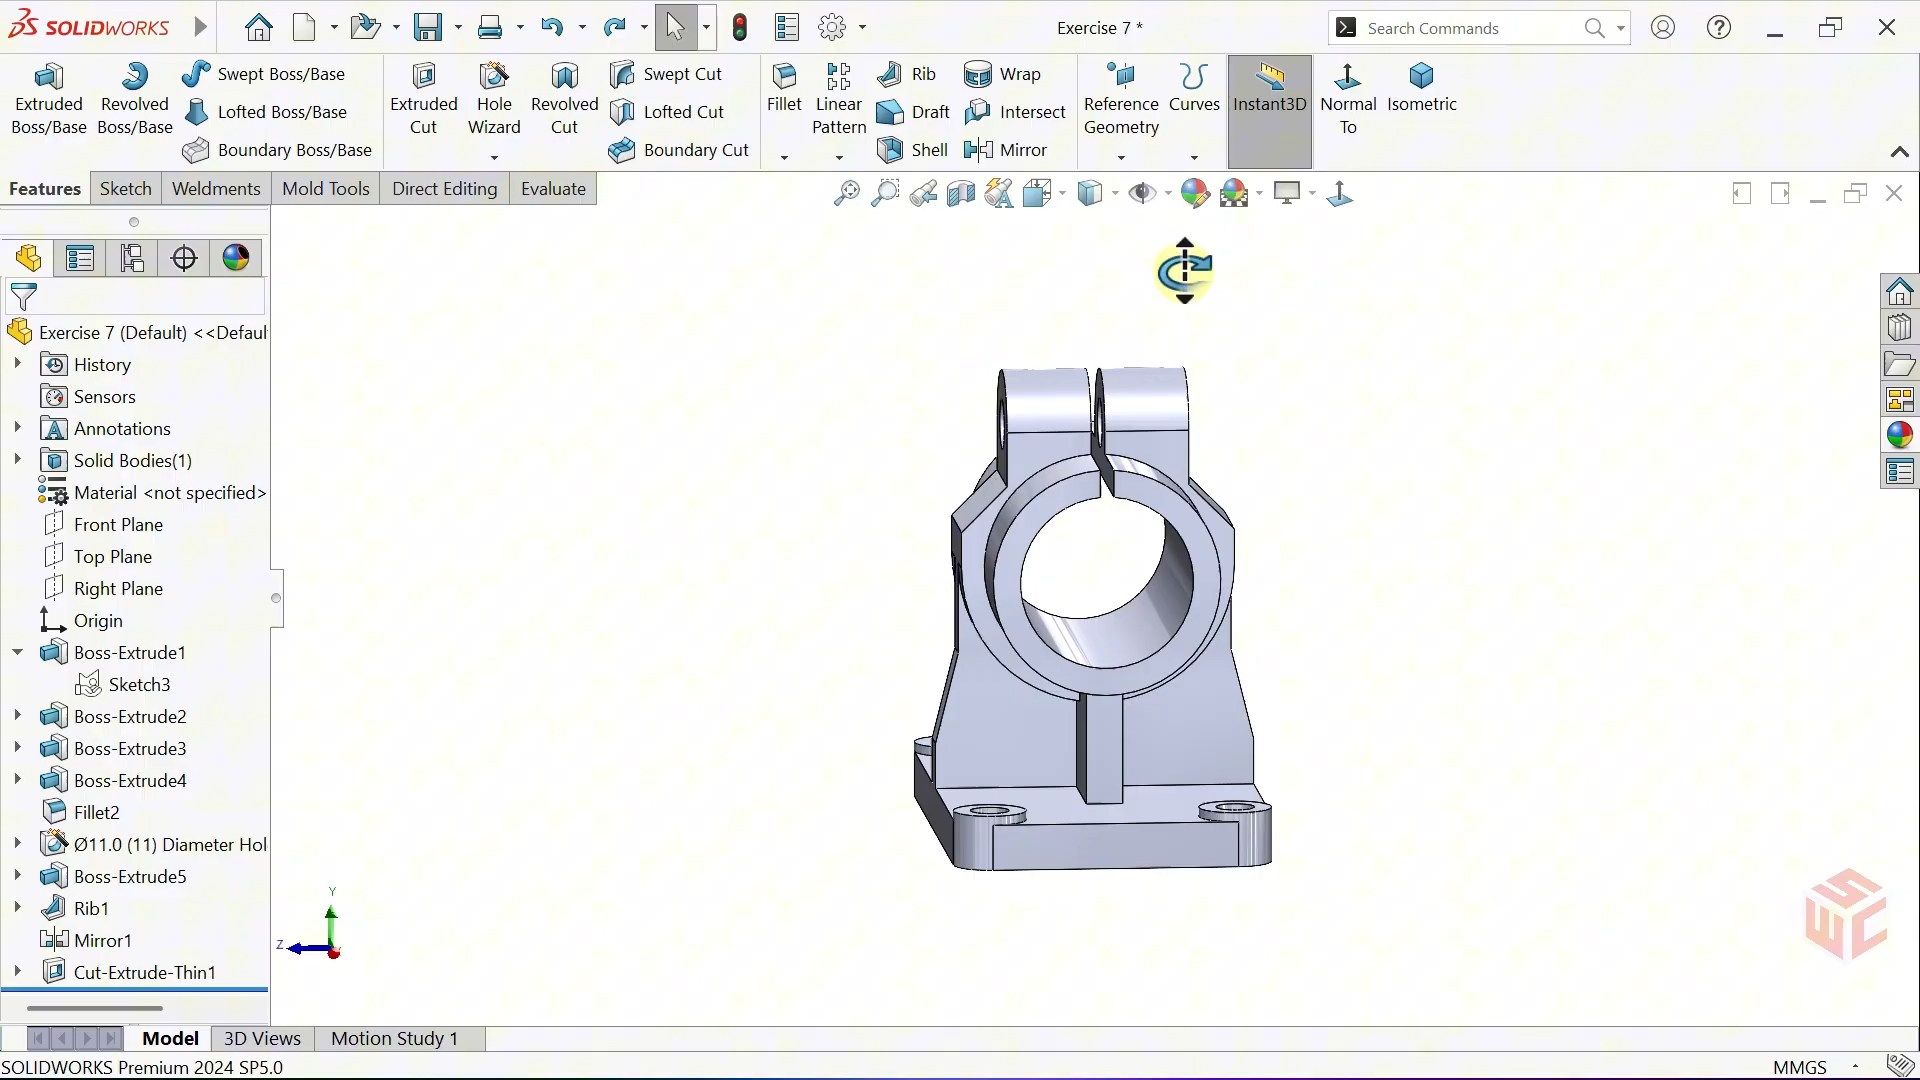 SOLIDWORKS
Exercise 7 *
Search Commands
Extruded Boss/Base
Revolved Boss/Base
Swept Boss/Base
Lofted Boss/Base
Boundary Boss/Base
Extruded Cut
Hole Wizard
Revolved Cut
Swept Cut
Lofted Cut
Boundary Cut
Fillet
Linear Pattern
Rib
Draft
Shell
Wrap
Intersect
Mirror
Reference Geometry
Curves
Instant3D
Normal To
Isometric
Features
Sketch
Weldments
Mold Tools
Direct Editing
Evaluate
Exercise 7 (Default) <<Defaul
History
Sensors
Annotations
Solid Bodies(1)
Material <not specified>
Front Plane
Top Plane
Right Plane
Origin
Boss-Extrude1
Sketch3
Boss-Extrude2
Boss-Extrude3
Boss-Extrude4
Fillet2
Ø11.0 (11) Diameter Hol
Boss-Extrude5
Rib1
Mirror1
Cut-Extrude-Thin1
Y
Z
SWC
Model
3D Views
Motion Study 1
SOLIDWORKS Premium 2024 SP5.0
MMGS